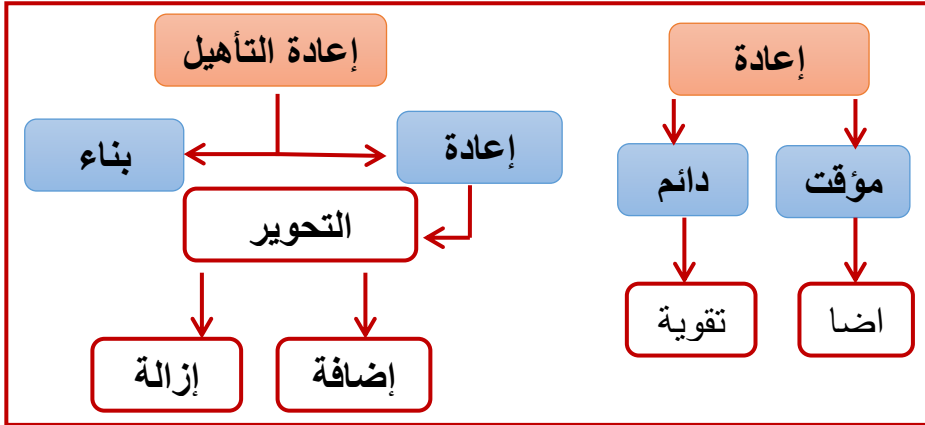 إعادة
إعادة التأهيل
مؤقت
دائم
إعادة
بناء
التحوير
اضا
تقوية
إضافة
إزالة